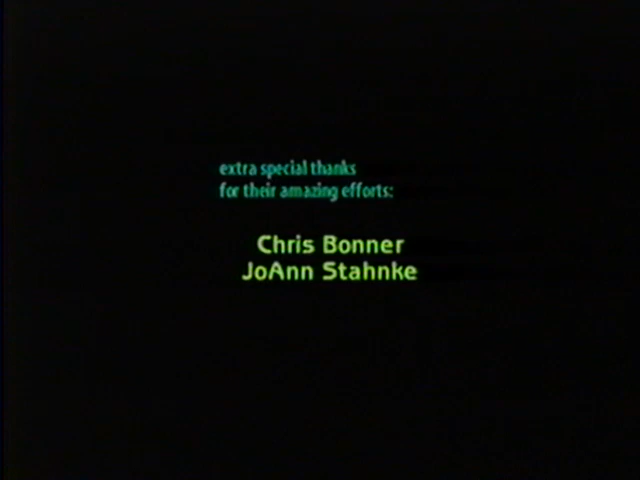 extra special thanks
for their amazing efforts:
Chris Bonner
JoAnn Stahnke